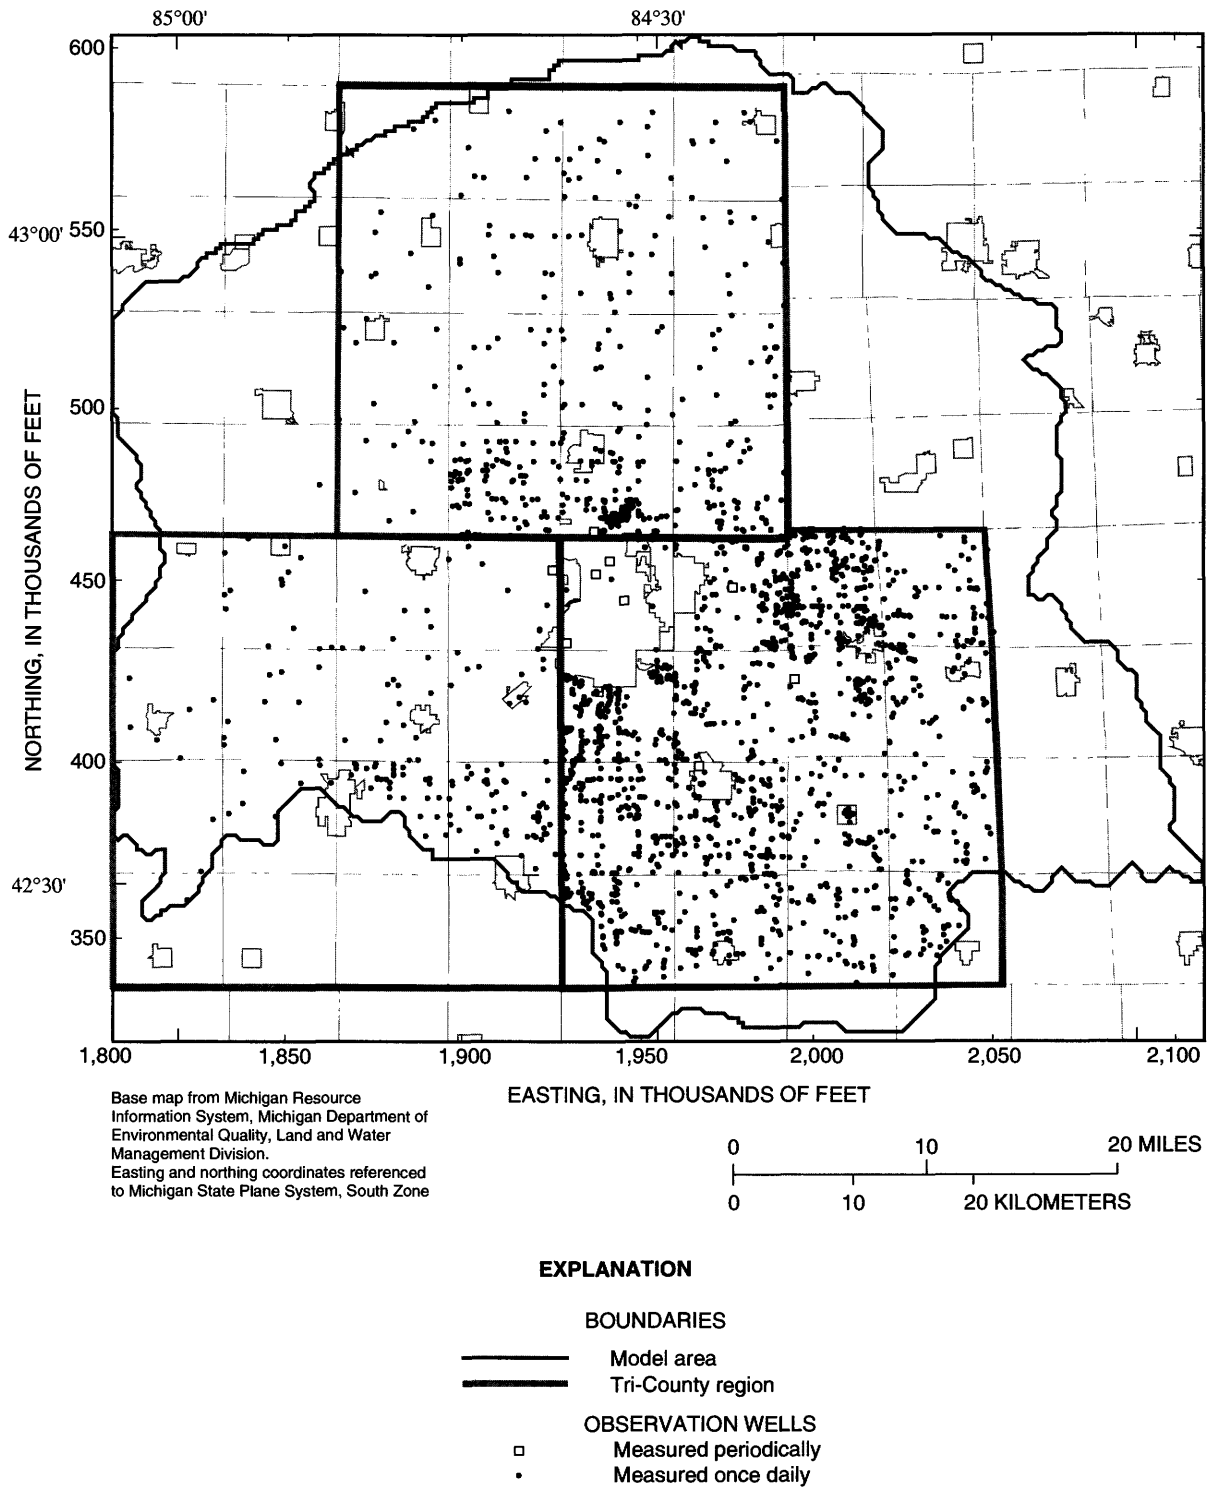 85°00' 84°30'
600
550
43°00'
500
450
400
42°30'
350
NORTHING, IN THOUSANDS OF FEET
1,800 1,850 1,900 1,950 2,000 2,050 2,100
EASTING, IN THOUSANDS OF FEET
Base map from Michigan Resource
Information System, Michigan Department of
Environmental Quality, Land and Water
Management Division.
Easting and northing coordinates referenced
to Michigan State Plane System, South Zone
0 10 20 MILES
0 10 20 KILOMETERS
EXPLANATION
BOUNDARIES
Model area
Tri-County region
OBSERVATION WELLS
Measured periodically
Measured once daily